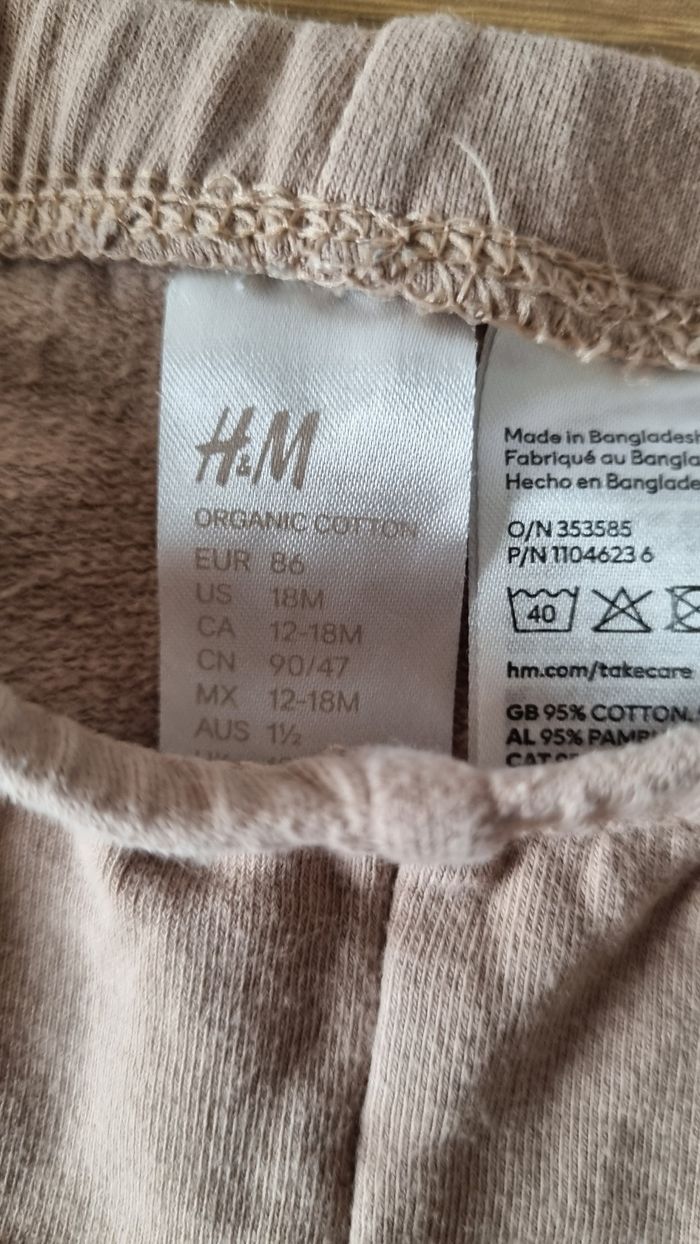 H&M
ORGANIC COTTON
EUR 86
US 18M
CA 12-18M
CN 90/47
MX 12-18M
AUS 1½
Made in Bangladesh
Fabriqué au Bangla
Hecho en Banglade
O/N 353585
P/N 1104623 6
40
hm.com/takecare
GB 95% COTTON
AL 95%